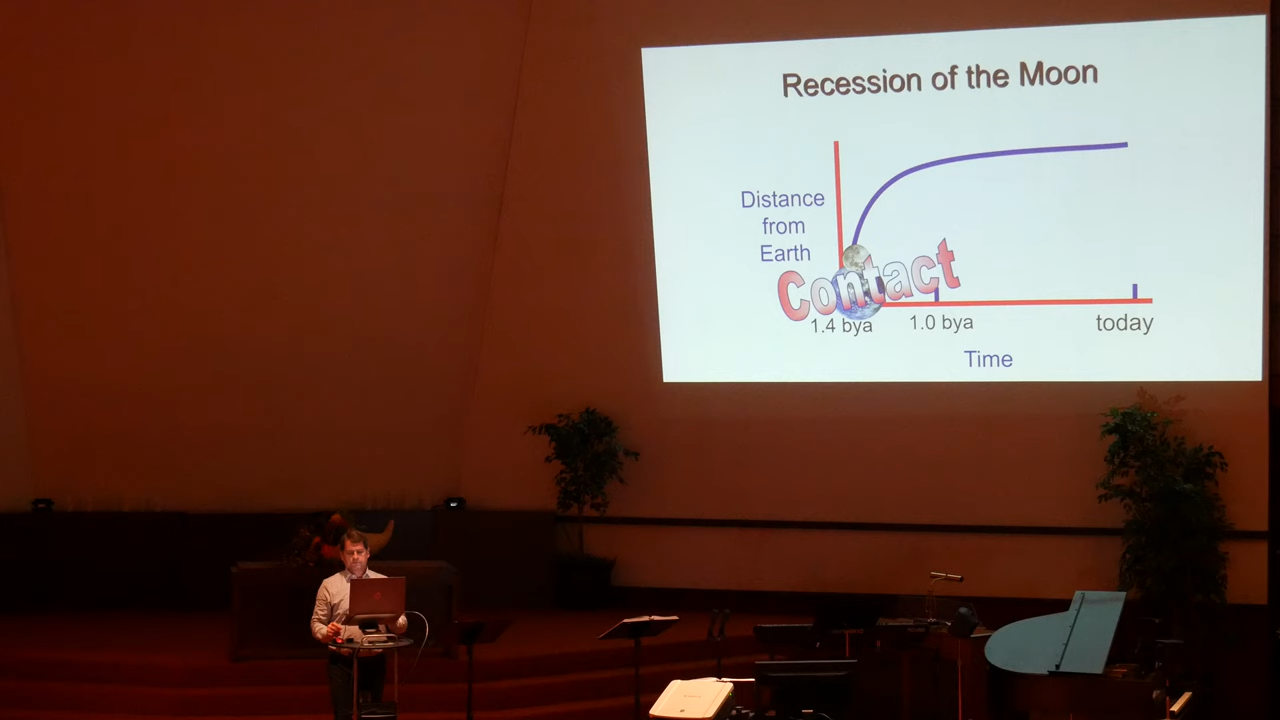 Recession of the Moon
Distance
from
Earth
Contact
1.4 bya
1.0 bya
today
Time